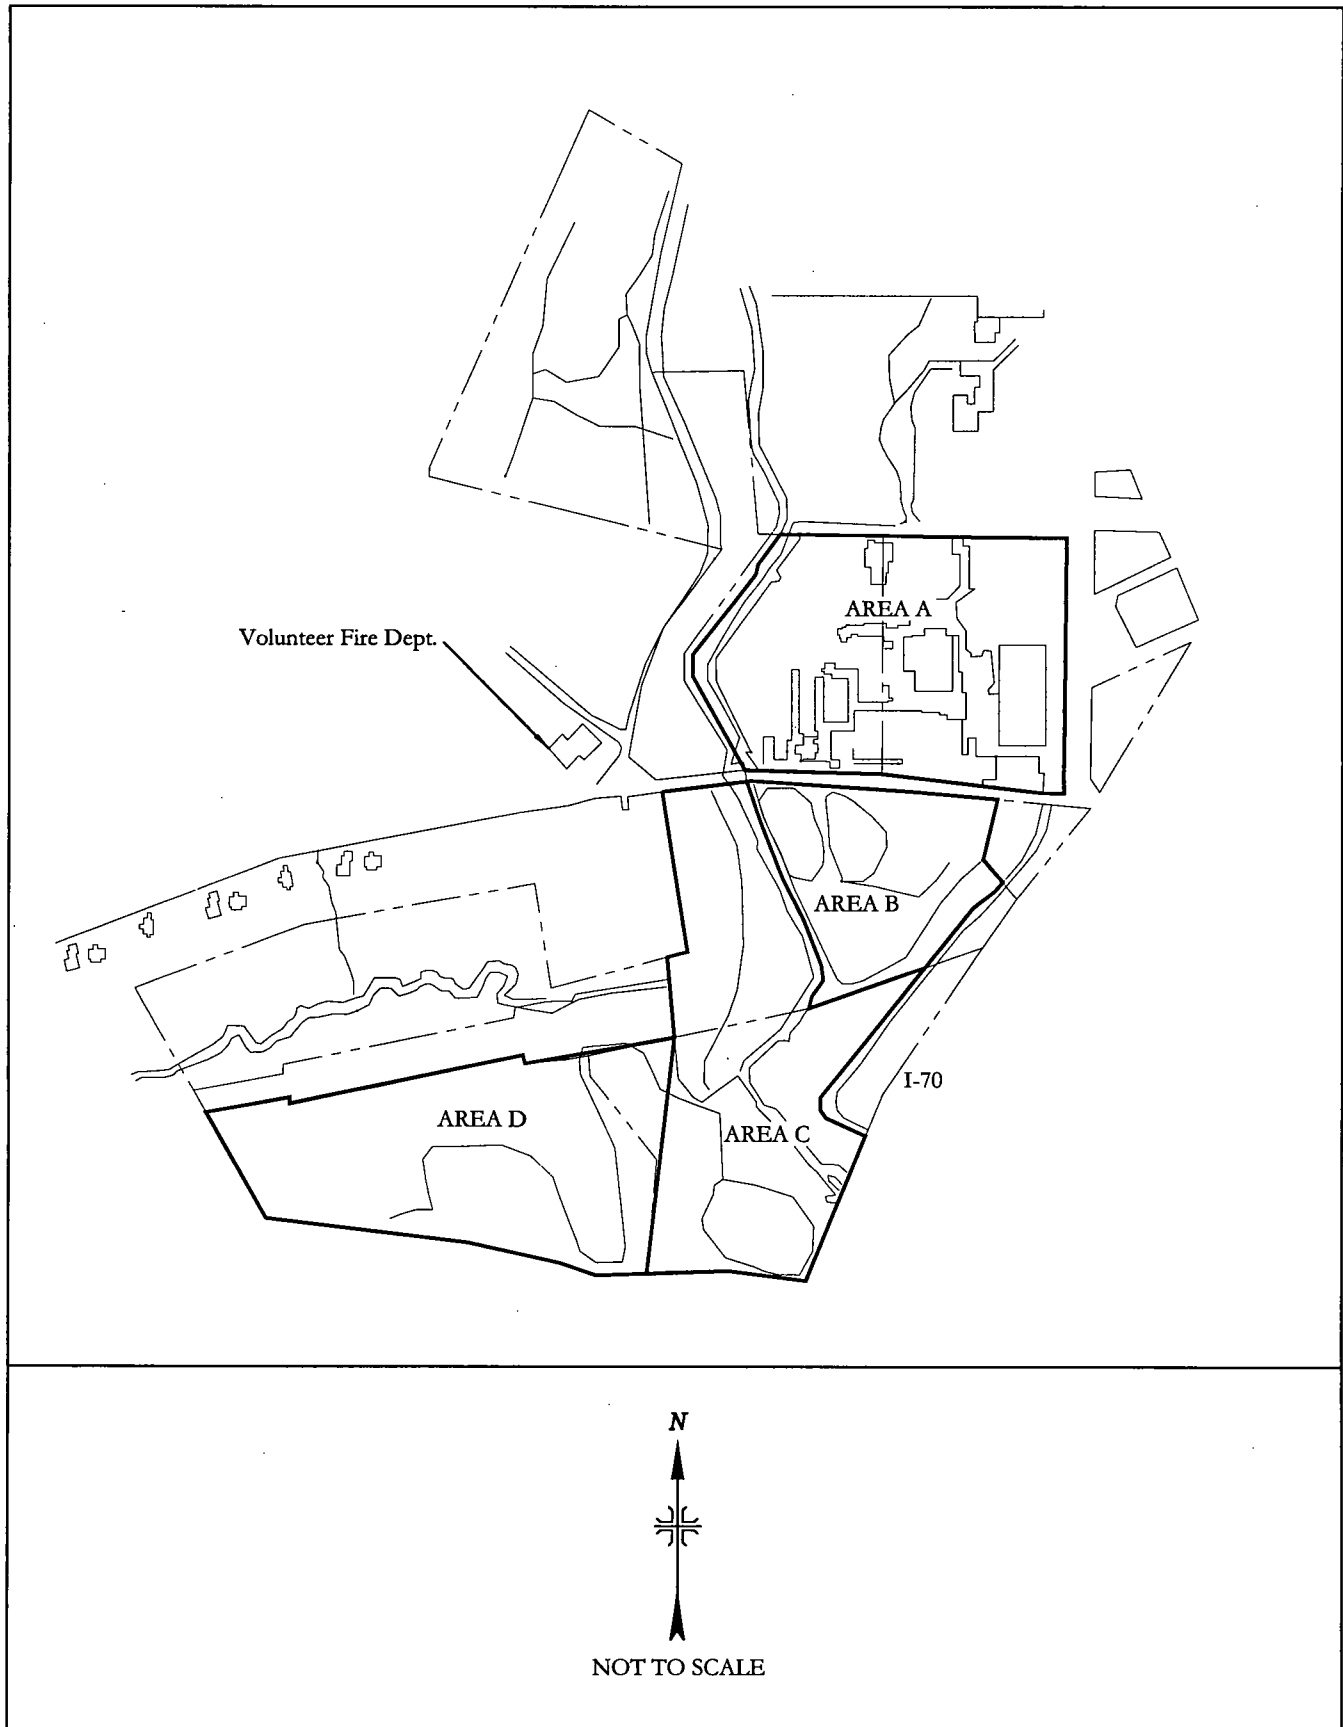 AREA A
Volunteer Fire Dept.
AREA B
I-70
AREA D
AREA C
N
NOT TO SCALE